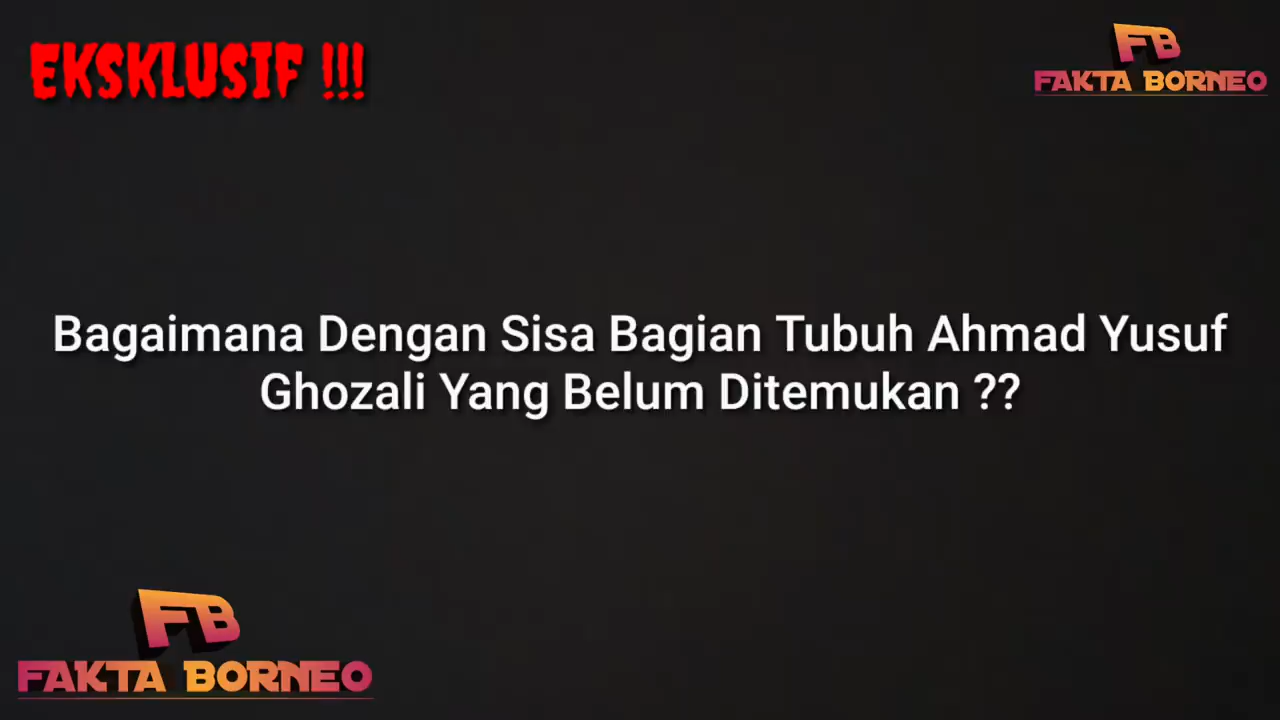 EKSKLUSIF !!!
FB
FAKTA BORNEO
Bagaimana Dengan Sisa Bagian Tubuh Ahmad Yusuf
Ghozali Yang Belum Ditemukan ??
FB
FAKTA BORNEO